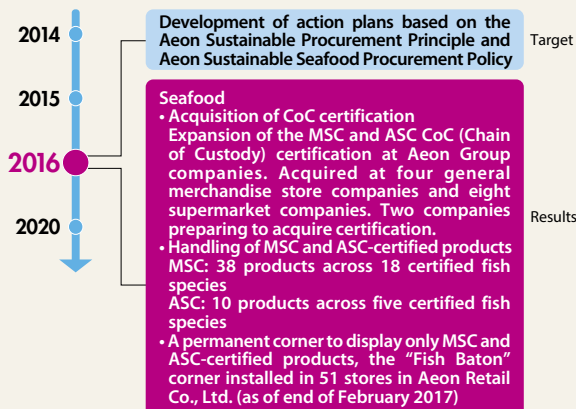 2014
2015
2016
2020
Development of action plans based on the
Aeon Sustainable Procurement Principle and
Aeon Sustainable Seafood Procurement Policy
Target
Seafood
• Acquisition of CoC certification
Expansion of the MSC and ASC CoC (Chain
of Custody) certification at Aeon Group
companies. Acquired at four general
merchandise store companies and eight
supermarket companies. Two companies
preparing to acquire certification.
• Handling of MSC and ASC-certified products
MSC: 38 products across 18 certified fish
species
ASC: 10 products across five certified fish
species
• A permanent corner to display only MSC and
ASC-certified products, the “Fish Baton”
corner installed in 51 stores in Aeon Retail
Co., Ltd. (as of end of February 2017)
Results